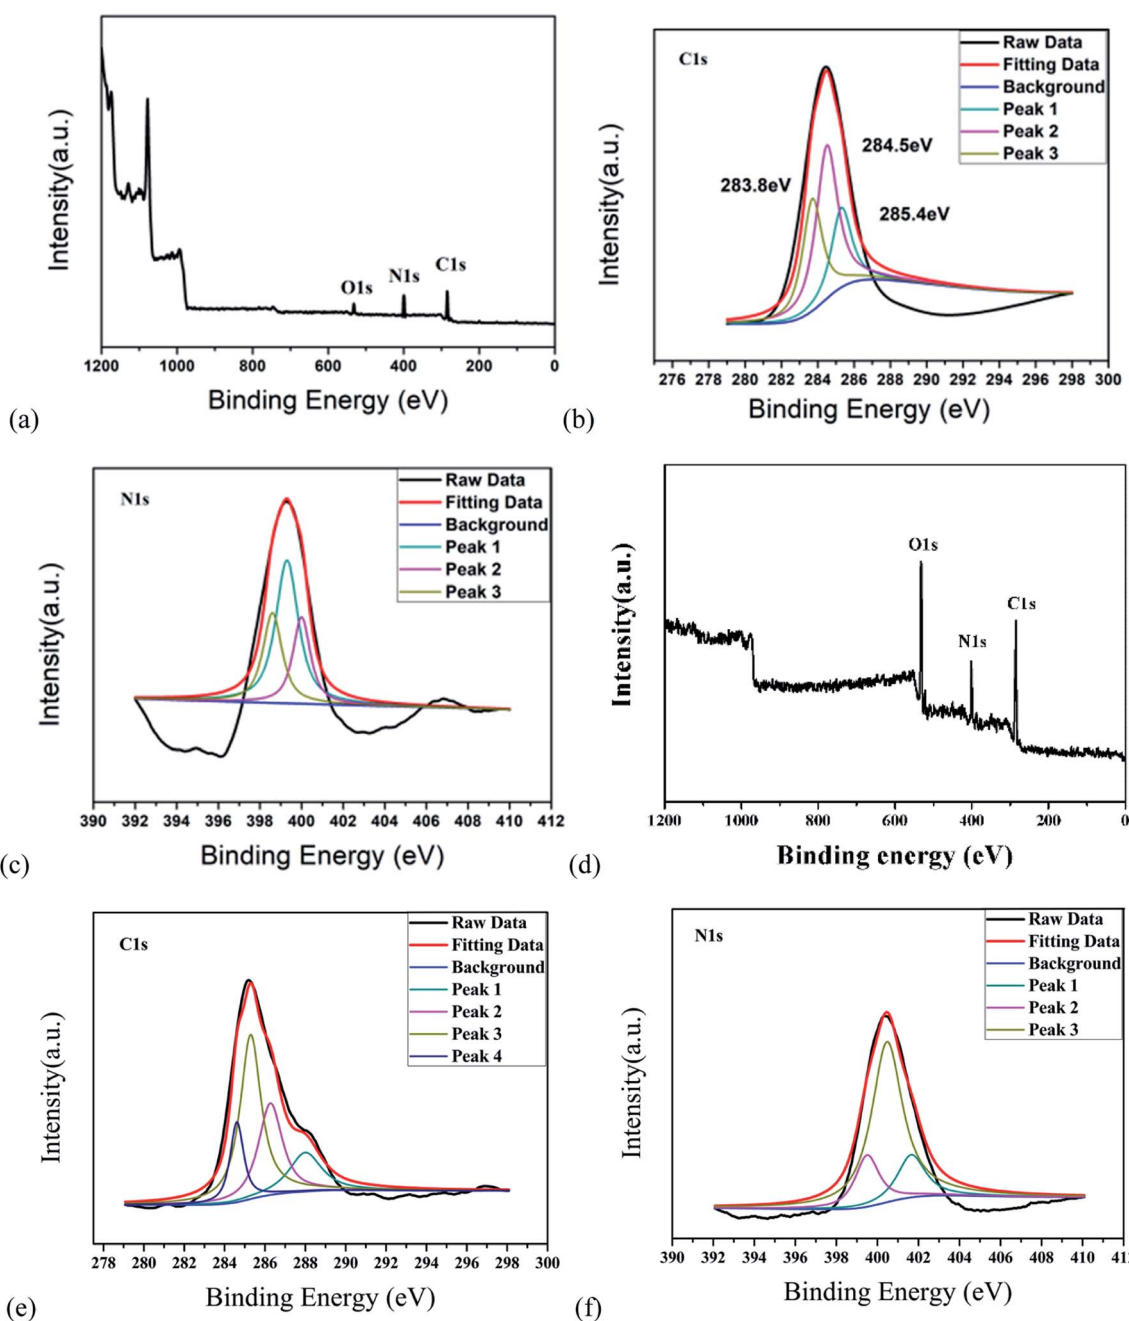 Intensity(a.u.)
O1s
N1s
C1s
1200 1000 800 600 400 200 0
Binding Energy (eV)
(a)
C1s
Raw Data
Fitting Data
Background
Peak 1
Peak 2
Peak 3
284.5eV
283.8eV
285.4eV
Intensity(a.u.)
276 278 280 282 284 286 288 290 292 294 296 298 300
Binding Energy (eV)
(b)
N1s
Raw Data
Fitting Data
Background
Peak 1
Peak 2
Peak 3
Intensity(a.u.)
390 392 394 396 398 400 402 404 406 408 410 412
Binding Energy (eV)
(c)
O1s
C1s
N1s
Intensity(a.u.)
1200 1000 800 600 400 200 0
Binding energy (eV)
(d)
C1s
Raw Data
Fitting Data
Background
Peak 1
Peak 2
Peak 3
Peak 4
Intensity(a.u.)
278 280 282 284 286 288 290 292 294 296 298 300
Binding Energy (eV)
(e)
N1s
Raw Data
Fitting Data
Background
Peak 1
Peak 2
Peak 3
Intensity(a.u.)
390 392 394 396 398 400 402 404 406 408 410
Binding Energy (eV)
(f)